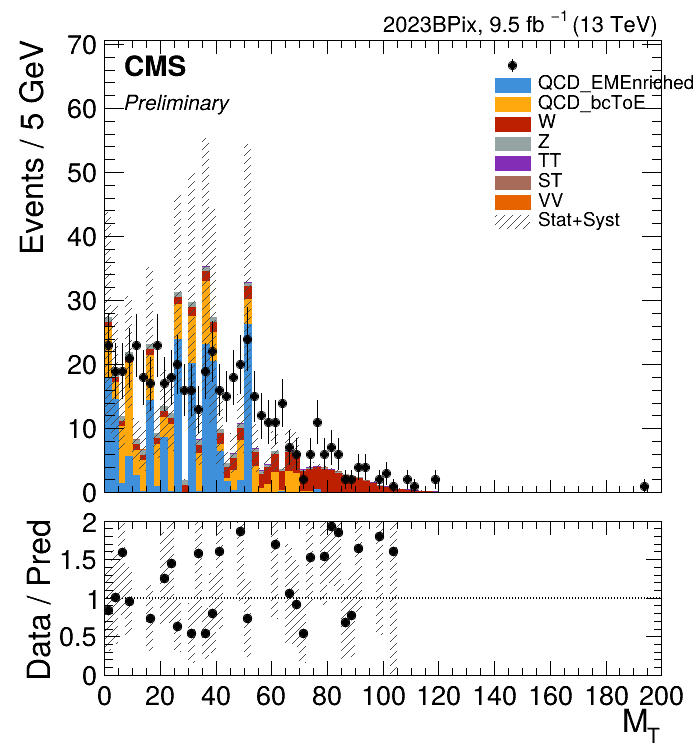 2023BPix, 9.5 fb⁻¹ (13 TeV)
CMS
Preliminary
QCD_EMEnriched
QCD_bcToE
W
Z
TT
ST
VV
Stat+Syst
Events / 5 GeV
70
60
50
40
30
20
10
0
Data / Pred
2
1.5
1
0.5
0
0 20 40 60 80 100 120 140 160 180 200
M_T